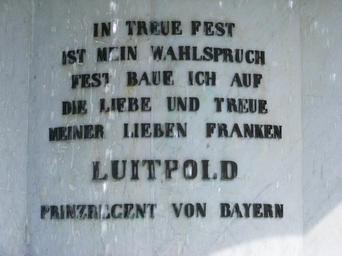 IN TREUE FEST
IST MEIN WAHLSPRUCH
FEST BAUE ICH AUF
DIE LIEBE UND TREUE
MEINER LIEBEN FRANKEN
LUITPOLD
PRINZREGENT VON BAYERN